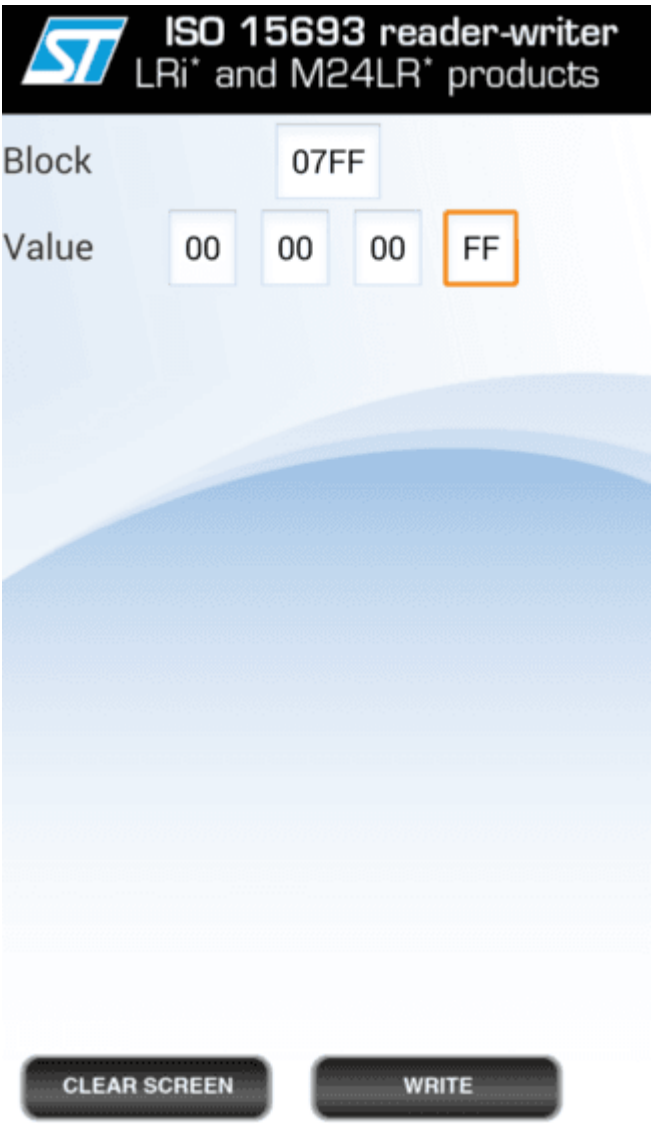 ST
ISO 15693 reader-writer
LRi* and M24LR* products
Block 07FF
Value 00 00 00 FF
CLEAR SCREEN WRITE